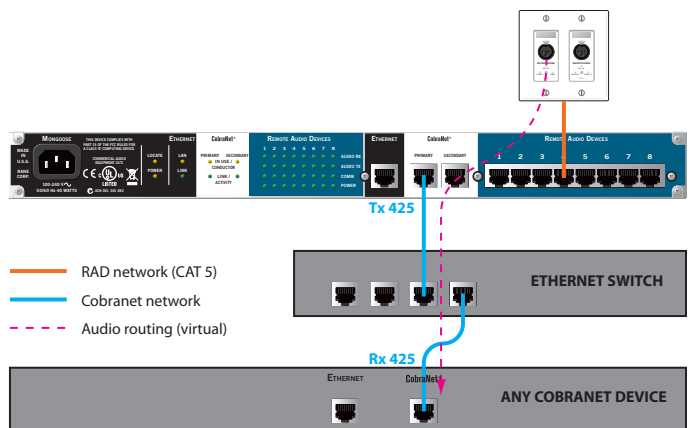 MONGOOSE
MADE IN U.S.A.
RANE CORP.
100-240 V
50/60 Hz 60 WATTS
THIS DEVICE COMPLIES WITH
PART 15 OF THE FCC RULES FOR
A CLASS "A" COMPUTING DEVICE.
COMMERCIAL AUDIO
EQUIPMENT
LISTED
US
ETHERNET
LOCATE
LAN
POWER
LINK
CobraNet®
PRIMARY SECONDARY
IN USE /
CONDUCTOR
LINK /
ACTIVITY
REMOTE AUDIO DEVICES
1 2 3 4 5 6 7 8
AUDIO RX
AUDIO TX
COMM
POWER
ETHERNET
CobraNet®
PRIMARY SECONDARY
REMOTE AUDIO DEVICES
1 2 3 4 5 6 7 8
Tx 425
RAD network (CAT 5)
Cobranet network
Audio routing (virtual)
ETHERNET SWITCH
Rx 425
ETHERNET
CobraNet®
ANY COBRANET DEVICE